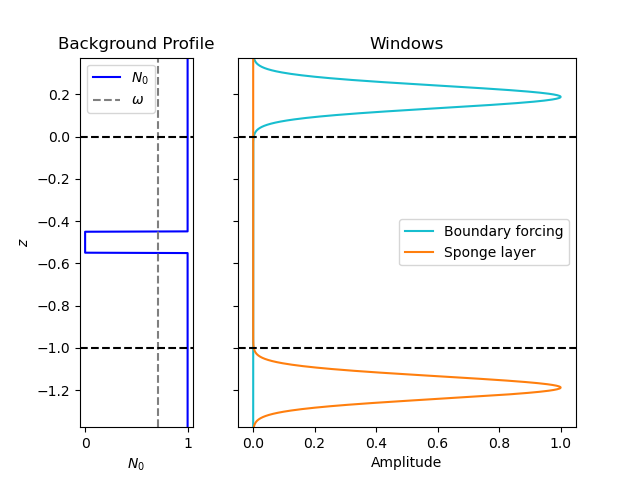 Background Profile
N₀
ω
0.2
0.0
−0.2
−0.4
−0.6
−0.8
−1.0
−1.2
z
0 1
N₀
Windows
Boundary forcing
Sponge layer
0.0 0.2 0.4 0.6 0.8 1.0
Amplitude